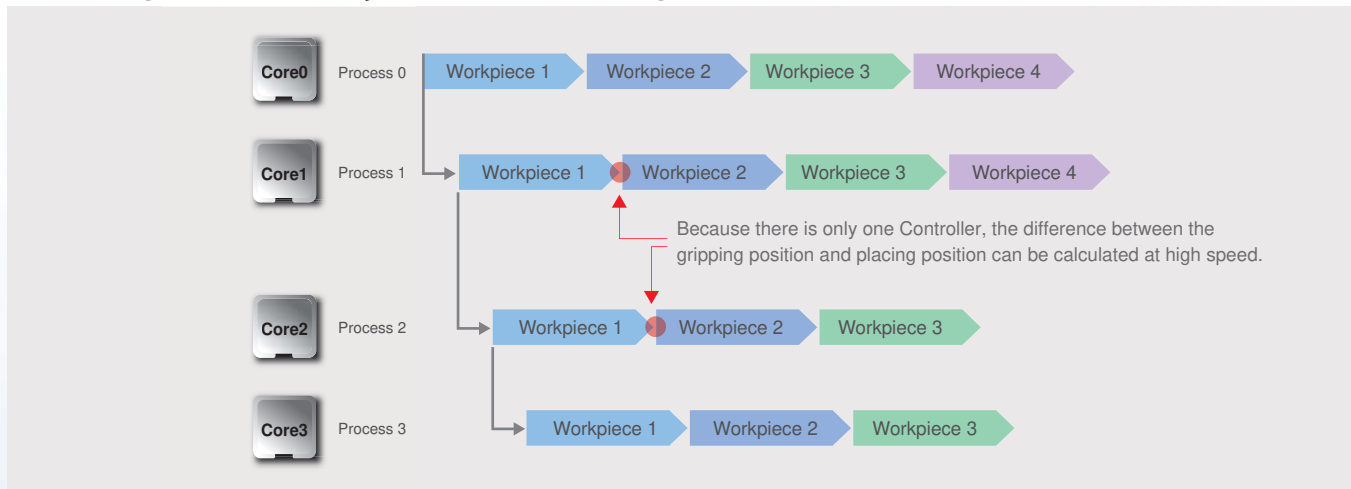 Core0 Process 0 Workpiece 1 Workpiece 2 Workpiece 3 Workpiece 4
Core1 Process 1 Workpiece 1 Workpiece 2 Workpiece 3 Workpiece 4
Because there is only one Controller, the difference between the
gripping position and placing position can be calculated at high speed.
Core2 Process 2 Workpiece 1 Workpiece 2 Workpiece 3
Core3 Process 3 Workpiece 1 Workpiece 2 Workpiece 3